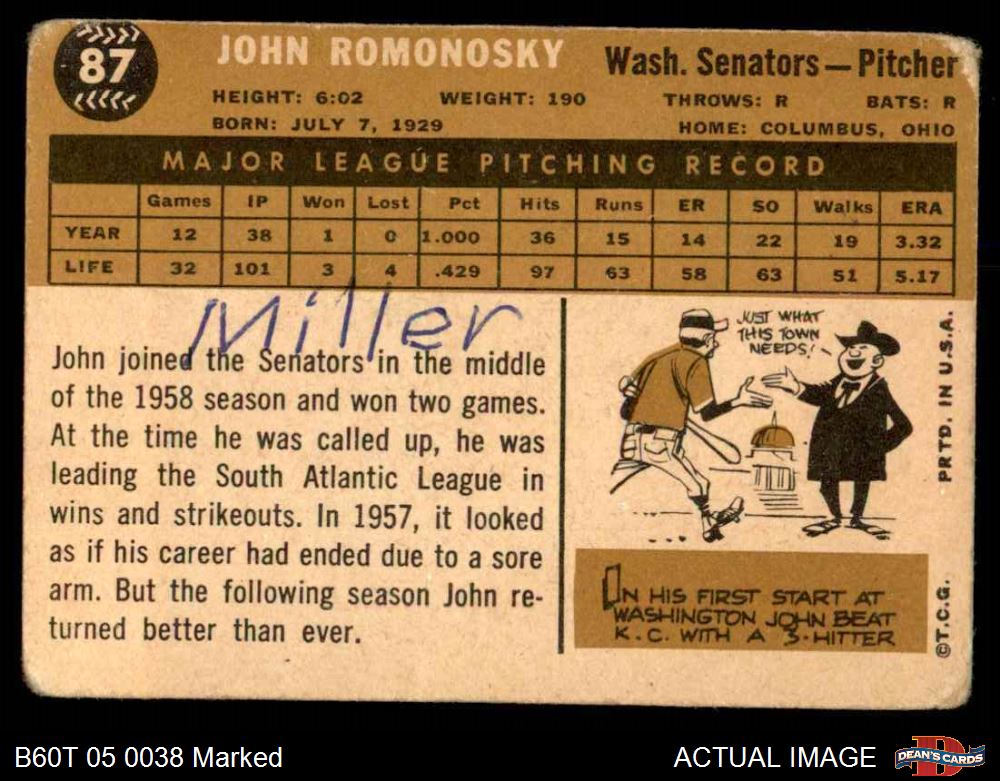 87
JOHN ROMONOSKY
Wash. Senators—Pitcher
HEIGHT: 6:02 WEIGHT: 190 THROWS: R BATS: R
BORN: JULY 7, 1929 HOME: COLUMBUS, OHIO
MAJOR LEAGUE PITCHING RECORD
Games IP Won Lost Pct Hits Runs ER SO Walks ERA
YEAR 12 38 1 0 1.000 36 15 14 22 19 3.32
LIFE 32 101 3 4 .429 97 63 58 63 51 5.17
Miller
John joined the Senators in the middle
of the 1958 season and won two games.
At the time he was called up, he was
leading the South Atlantic League in
wins and strikeouts. In 1957, it looked
as if his career had ended due to a sore
arm. But the following season John re-
turned better than ever.
JUST WHAT
THIS TOWN
NEEDS!
IN HIS FIRST START AT
WASHINGTON JOHN BEAT
K.C. WITH A 3-HITTER
PRTD. IN U.S.A.
©T.C.G.
B60T 05 0038 Marked
ACTUAL IMAGE
D
DEAN'S CARDS